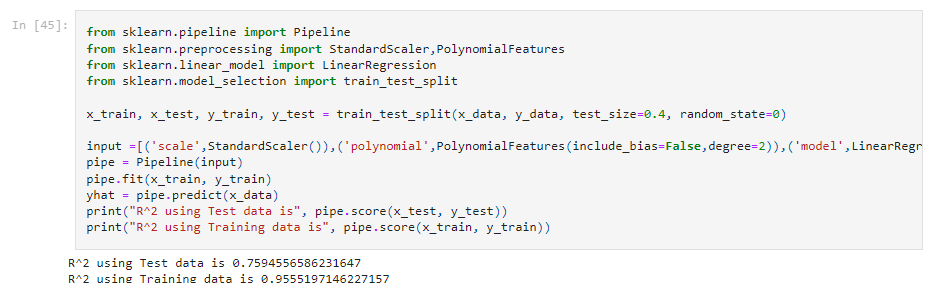 In [45]:
from sklearn.pipeline import Pipeline
from sklearn.preprocessing import StandardScaler,PolynomialFeatures
from sklearn.linear_model import LinearRegression
from sklearn.model_selection import train_test_split
x_train, x_test, y_train, y_test = train_test_split(x_data, y_data, test_size=0.4, random_state=0)
input =[('scale',StandardScaler()),('polynomial',PolynomialFeatures(include_bias=False,degree=2)),('model',LinearRegr
pipe = Pipeline(input)
pipe.fit(x_train, y_train)
yhat = pipe.predict(x_data)
print("R^2 using Test data is", pipe.score(x_test, y_test))
print("R^2 using Training data is", pipe.score(x_train, y_train))
R^2 using Test data is 0.7594556586231647
R^2 using Training data is 0.9555197146227157